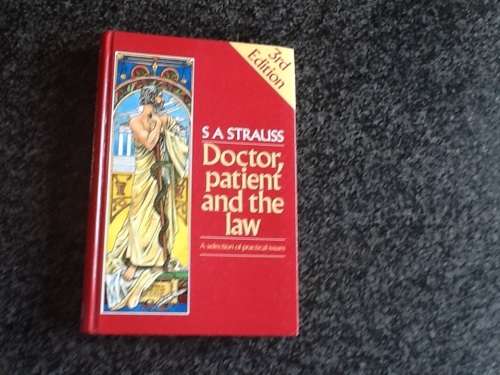 3rd
Edition
S A STRAUSS
Doctor,
patient
and the
law
A selection of practical issues